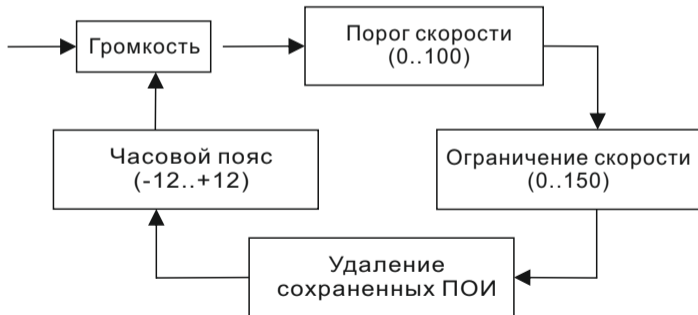 Громкость
Порог скорости
(0..100)
Часовой пояс
(-12..+12)
Ограничение скорости
(0..150)
Удаление
сохраненных ПОИ